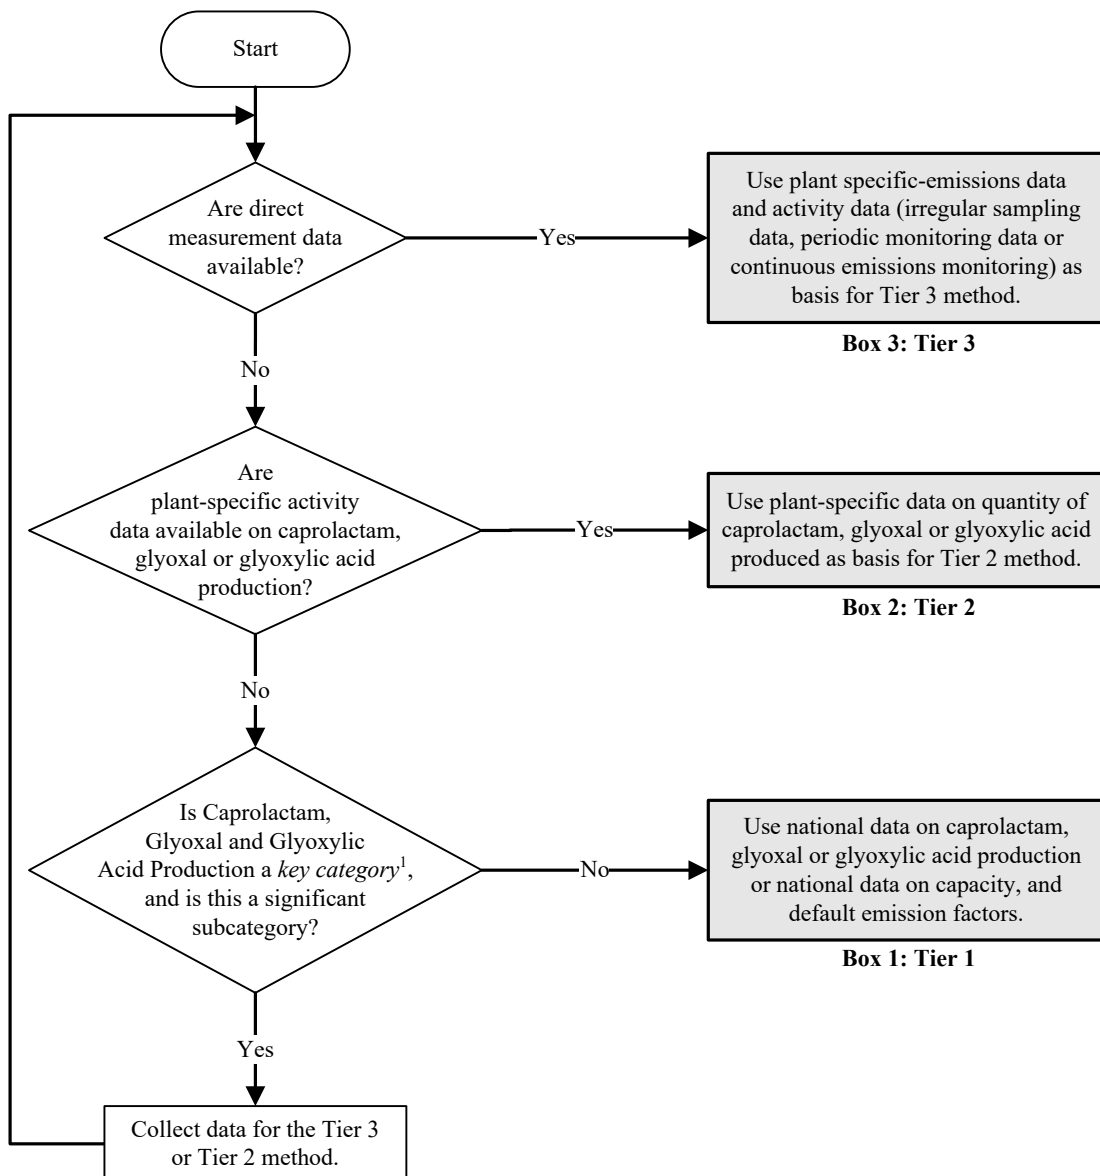 Start
Are direct
measurement data
available?
Yes
Use plant specific-emissions data
and activity data (irregular sampling
data, periodic monitoring data or
continuous emissions monitoring) as
basis for Tier 3 method.
Box 3: Tier 3
No
Are
plant-specific activity
data available on caprolactam,
glyoxal or glyoxylic acid
production?
Yes
Use plant-specific data on quantity of
caprolactam, glyoxal or glyoxylic acid
produced as basis for Tier 2 method.
Box 2: Tier 2
No
Is Caprolactam,
Glyoxal and Glyoxylic
Acid Production a key category¹,
and is this a significant
subcategory?
No
Use national data on caprolactam,
glyoxal or glyoxylic acid production
or national data on capacity, and
default emission factors.
Box 1: Tier 1
Yes
Collect data for the Tier 3
or Tier 2 method.